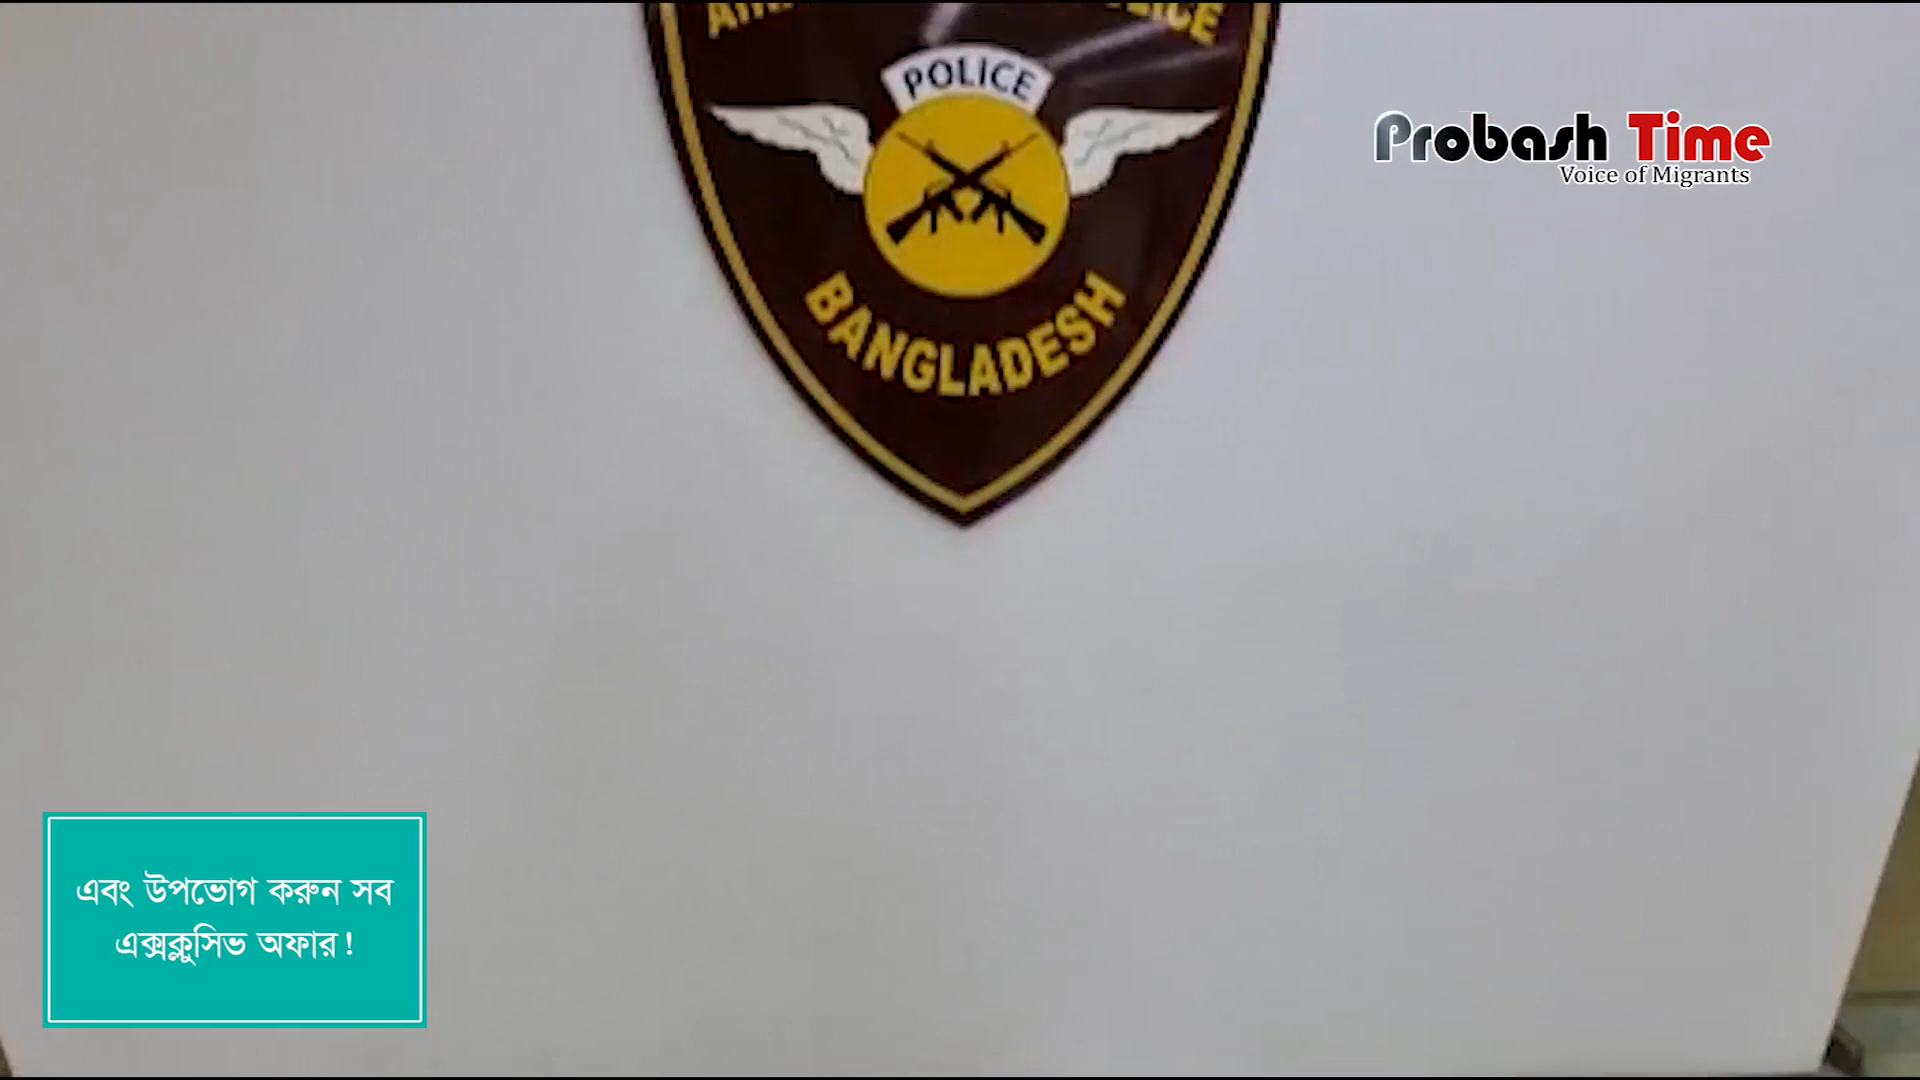 POLICE
BANGLADESH
Probash Time
Voice of Migrants
এবং উপভোগ করুন সব
এক্সক্লুসিভ অফার!